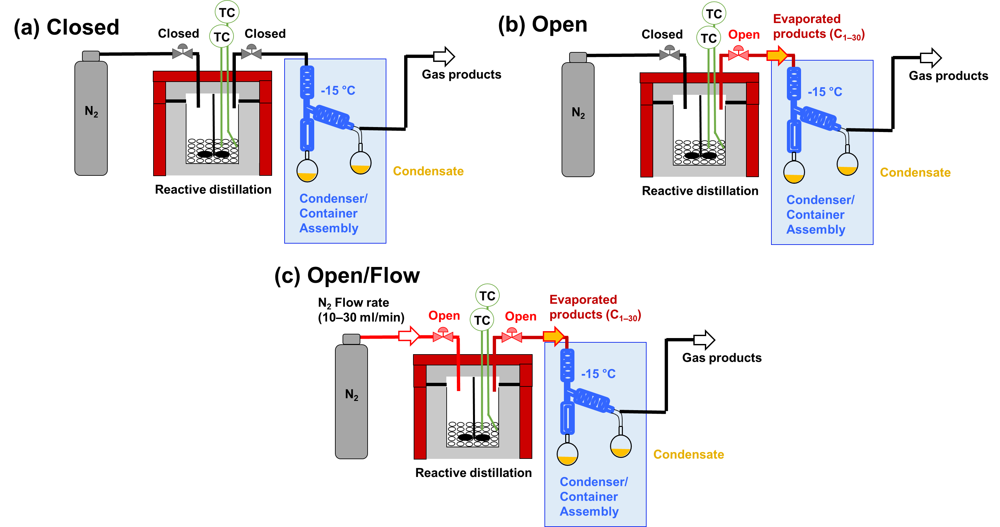 (a) Closed
TC
TC
Closed
Closed
N₂
-15 °C
Gas products
Condensate
Reactive distillation
Condenser/
Container
Assembly
(b) Open
TC
TC
Closed
Open
Evaporated
products (C₁₋₃₀)
N₂
-15 °C
Gas products
Condensate
Reactive distillation
Condenser/
Container
Assembly
(c) Open/Flow
N₂ Flow rate
(10–30 ml/min)
TC
TC
Open
Open
Evaporated
products (C₁₋₃₀)
N₂
-15 °C
Gas products
Condensate
Reactive distillation
Condenser/
Container
Assembly